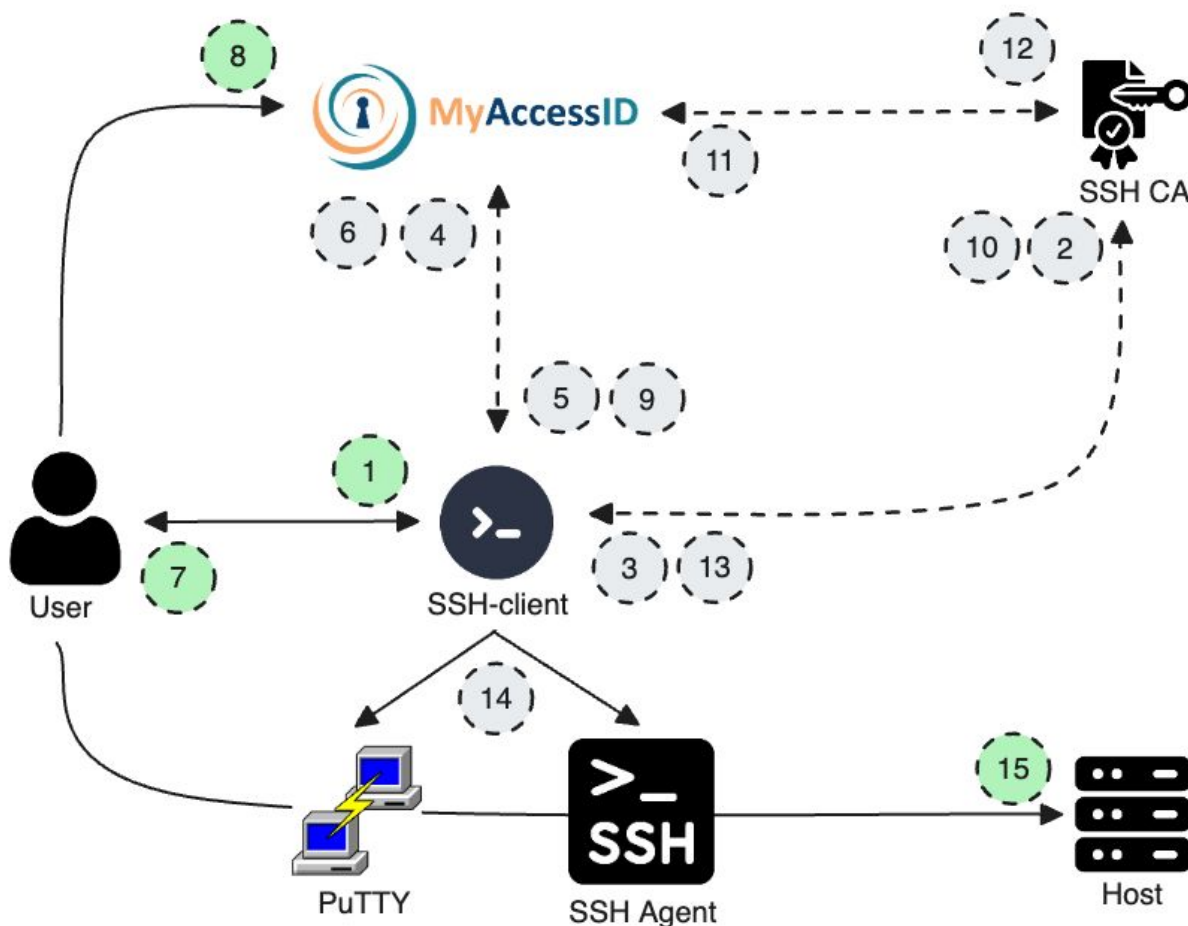 8
12
MyAccessID
11
SSH CA
6
4
10
2
5
9
1
>_
7
3
13
User
SSH-client
14
15
>_
SSH
PuTTY
SSH Agent
Host